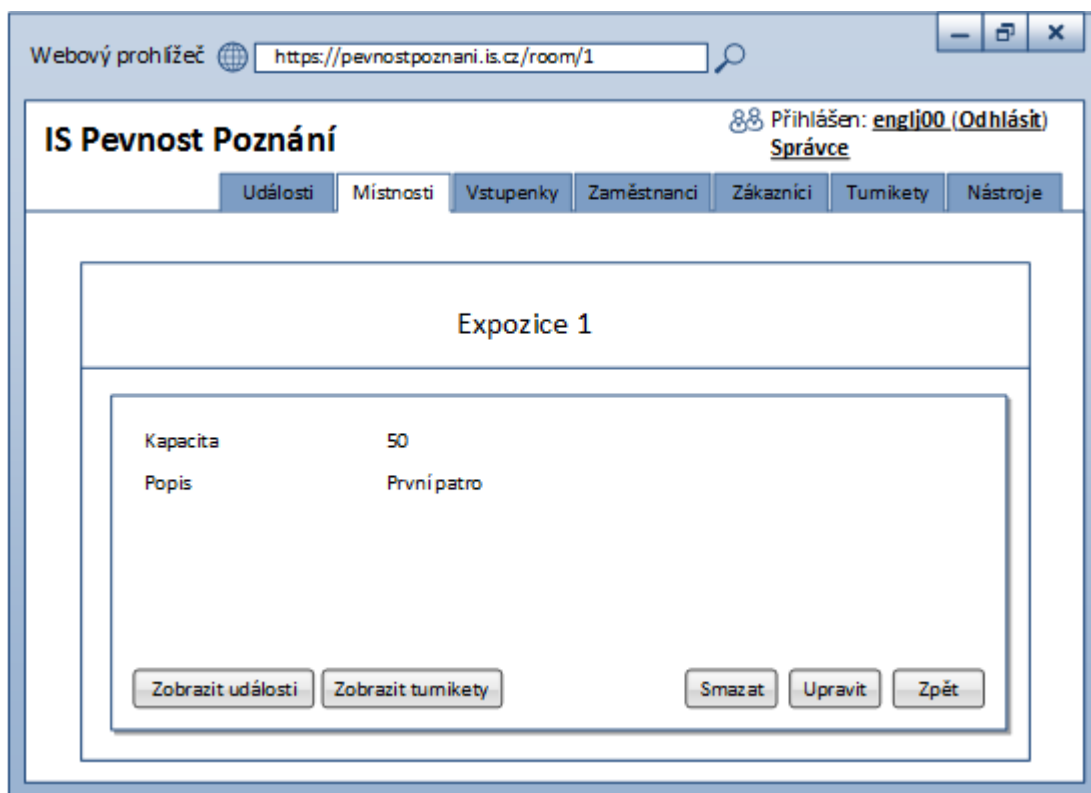 Webový prohlížeč https://pevnostpoznani.is.cz/room/1
IS Pevnost Poznání
Přihlášen: englj00 (Odhlásit)
Správce
Události Místnosti Vstupenky Zaměstnanci Zákazníci Turnikety Nástroje
Expozice 1
Kapacita 50
Popis První patro
Zobrazit události Zobrazit turnikety Smazat Upravit Zpět